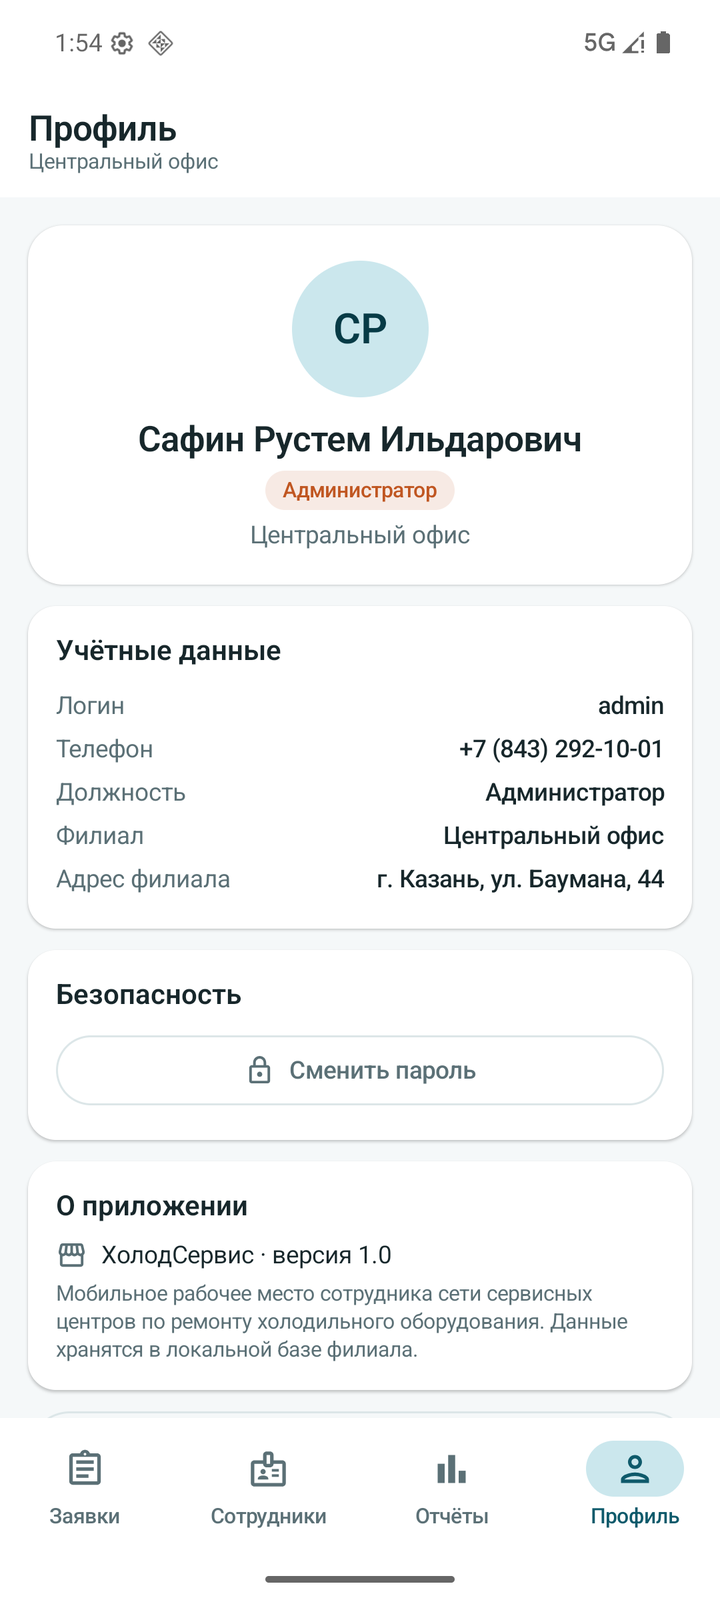 1:54
5G
Профиль
Центральный офис
СР
Сафин Рустем Ильдарович
Администратор
Центральный офис
Учётные данные
Логин admin
Телефон +7 (843) 292-10-01
Должность Администратор
Филиал Центральный офис
Адрес филиала г. Казань, ул. Баумана, 44
Безопасность
Сменить пароль
О приложении
ХолодСервис · версия 1.0
Мобильное рабочее место сотрудника сети сервисных
центров по ремонту холодильного оборудования. Данные
хранятся в локальной базе филиала.
Заявки
Сотрудники
Отчёты
Профиль